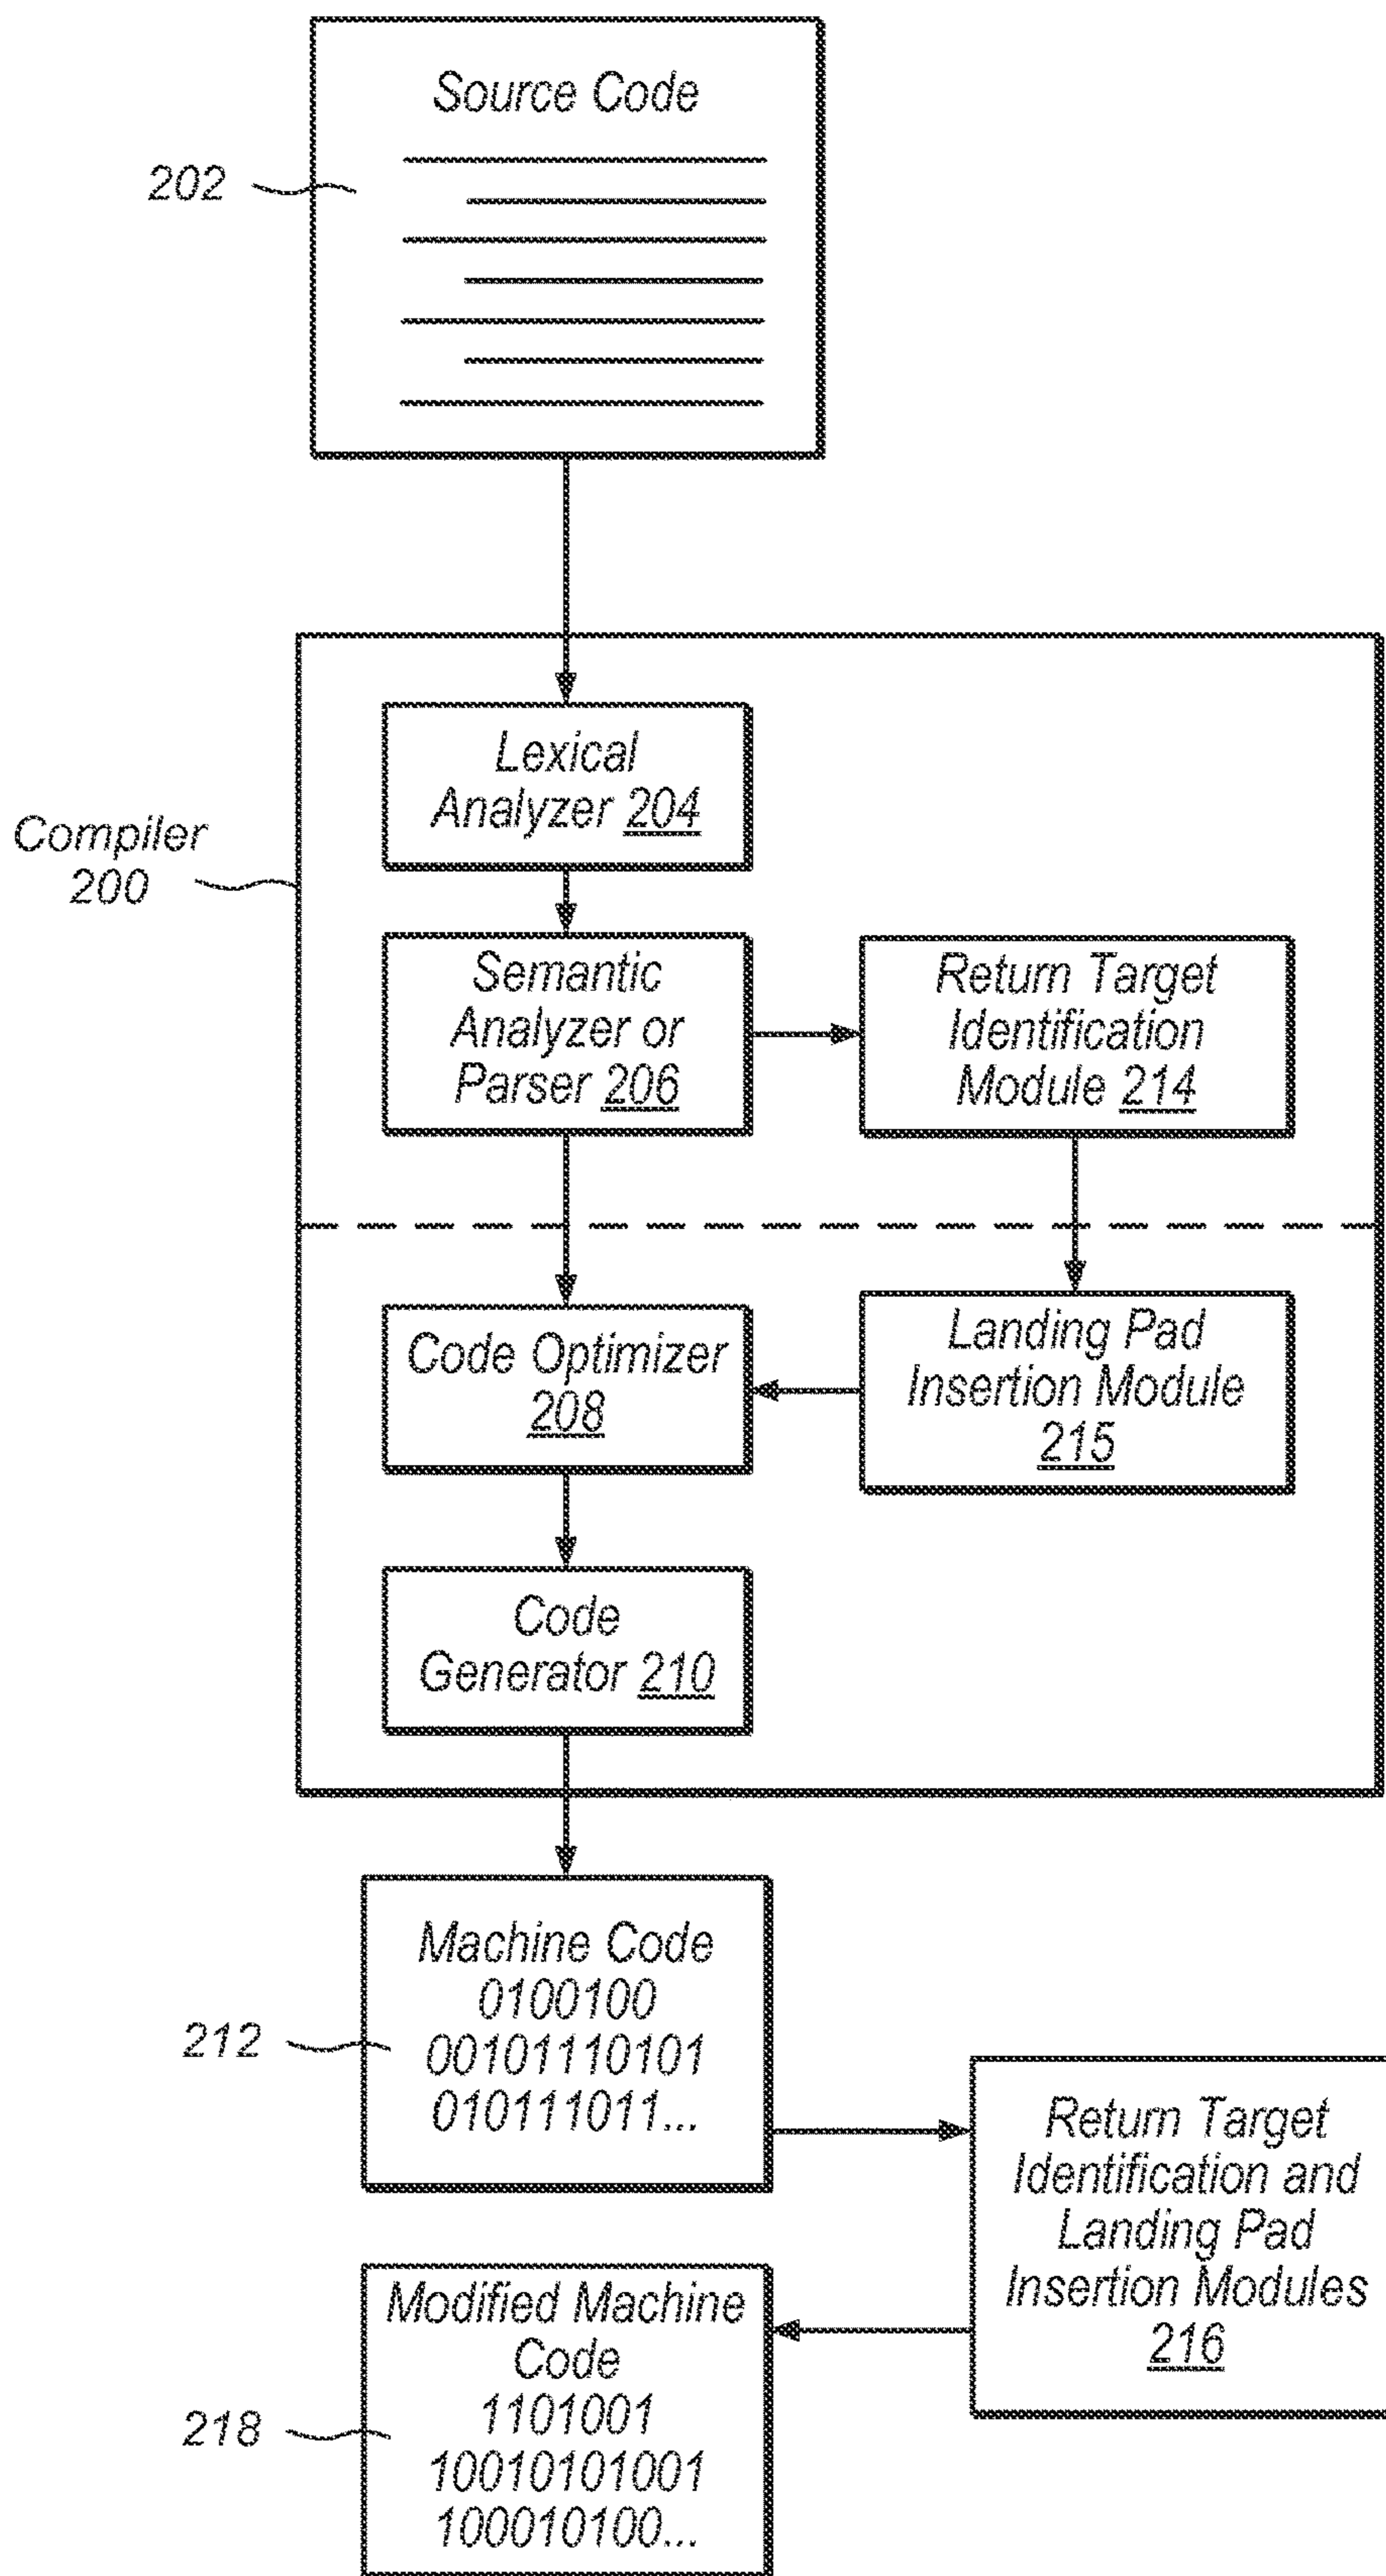 Source Code
202
Lexical
Analyzer 204
Compiler
200
Semantic
Analyzer or
Parser 206
Return Target
Identification
Module 214
Code Optimizer
208
Landing Pad
Insertion Module
215
Code
Generator 210
Machine Code
0100100
00101110101
010111011...
212
Return Target
Identification and
Landing Pad
Insertion Modules
216
Modified Machine
Code
1101001
10010101001
100010100...
218